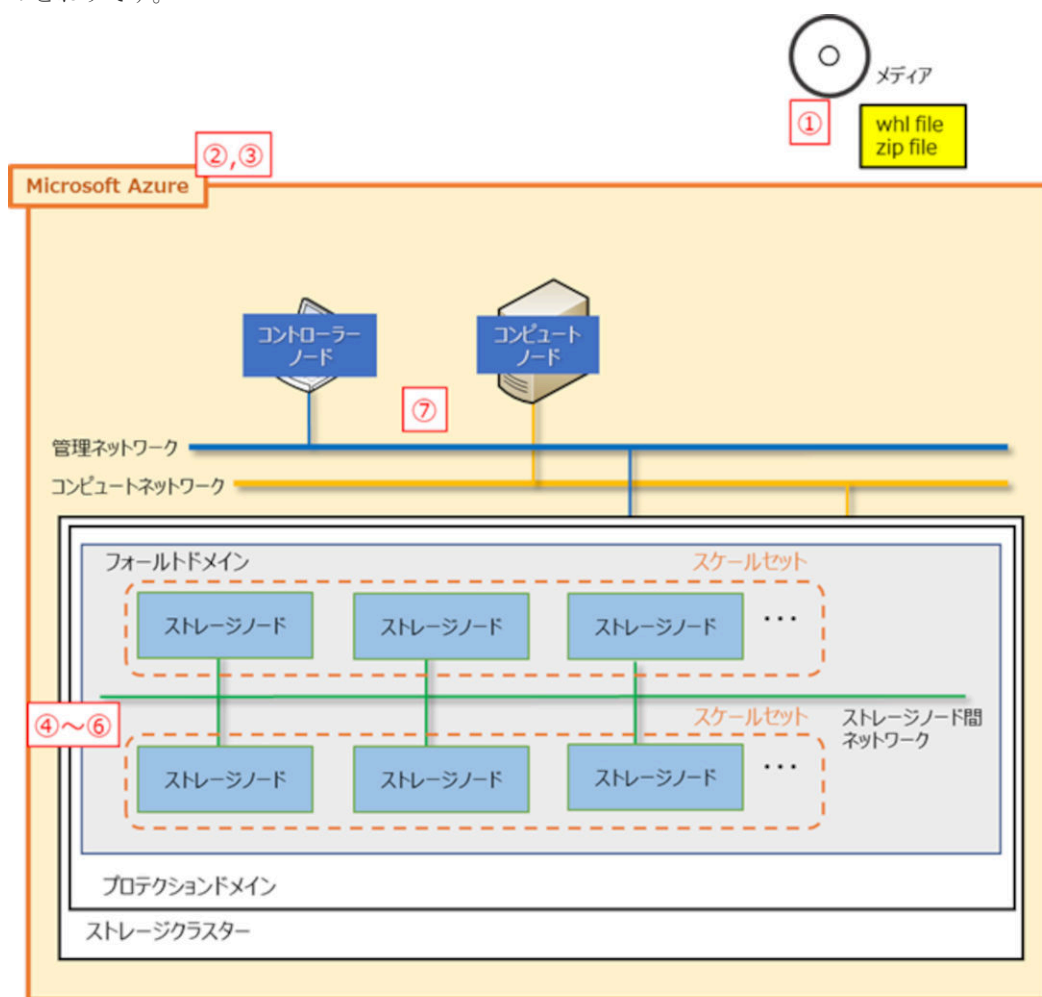 メディア
①
whl file
zip file
②,③
Microsoft Azure
コントローラー
ノード
コンピュート
ノード
⑦
管理ネットワーク
コンピュートネットワーク
フォールトドメイン
スケールセット
ストレージノード
ストレージノード
ストレージノード
・・・
④～⑥
スケールセット
ストレージノード間
ネットワーク
ストレージノード
ストレージノード
ストレージノード
・・・
プロテクションドメイン
ストレージクラスター